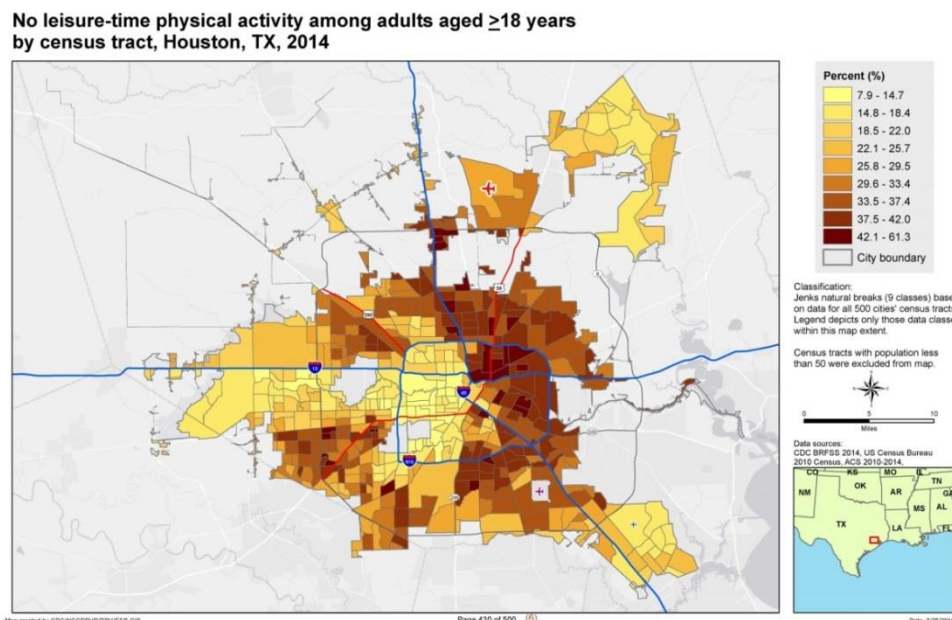 No leisure-time physical activity among adults aged >18 years
by census tract, Houston, TX, 2014
Percent (%)
7.9 - 14.7
14.8 - 18.4
18.5 - 22.0
22.1 - 25.7
25.8 - 29.5
29.6 - 33.4
33.5 - 37.4
37.5 - 42.0
42.1 - 61.3
City boundary
Classification:
Jenks natural breaks (9 classes) base
on data for all 500 cities' census tracts
Legend depicts only those data classe
within this map extent.
Census tracts with population less
than 50 were excluded from map.
0 5 10
Miles
Data sources:
CDC BRFSS 2014, US Census Bureau
2010 Census, ACS 2010-2014,
CO KS MO IL
NM OK AR TN GA
TX LA MS AL FL
10
610
Page 420 of 500 (6)